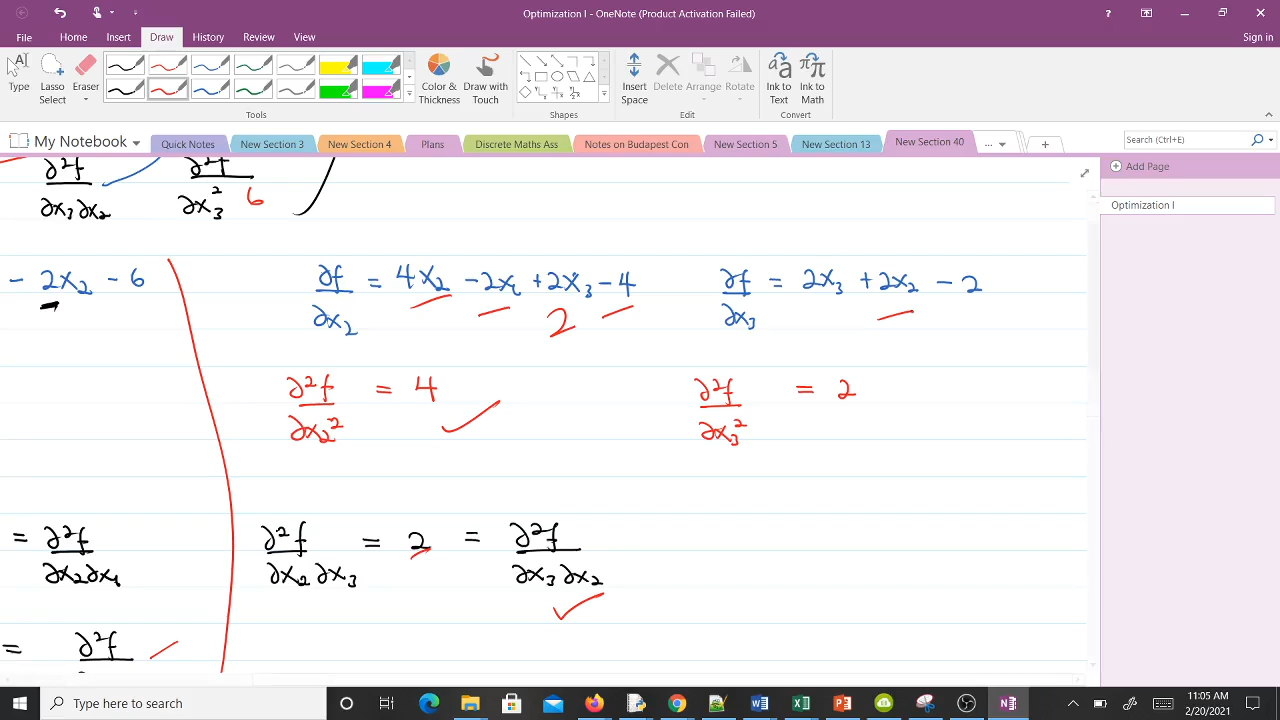 Optimization I - OneNote (Product Activation Failed)
? Sign in
File Home Insert Draw History Review View
Type Lasso Select Eraser Color & Thickness Draw with Touch Insert Space Delete Arrange Rotate Ink to Text Ink to Math
Tools Shapes Edit Convert
My Notebook Quick Notes New Section 3 New Section 4 Plans Discrete Maths Ass Notes on Budapest Con New Section 5 New Section 13 New Section 40 ... Search (Ctrl+E)
Add Page
Optimization I
∂²f/∂x₃∂x₂ ∂²f/∂x₃² 6
- 2x₂ - 6 ∂f/∂x₂ = 4x₂ -2x₁ +2x₃ -4 ∂f/∂x₃ = 2x₃ +2x₂ - 2
2
∂²f/∂x₂² = 4 ∂²f/∂x₃² = 2
= ∂²f/∂x₂∂x₁ ∂²f/∂x₂∂x₃ = 2 = ∂²f/∂x₃∂x₂
= ∂²f
Type here to search
11:05 AM
2/20/2021